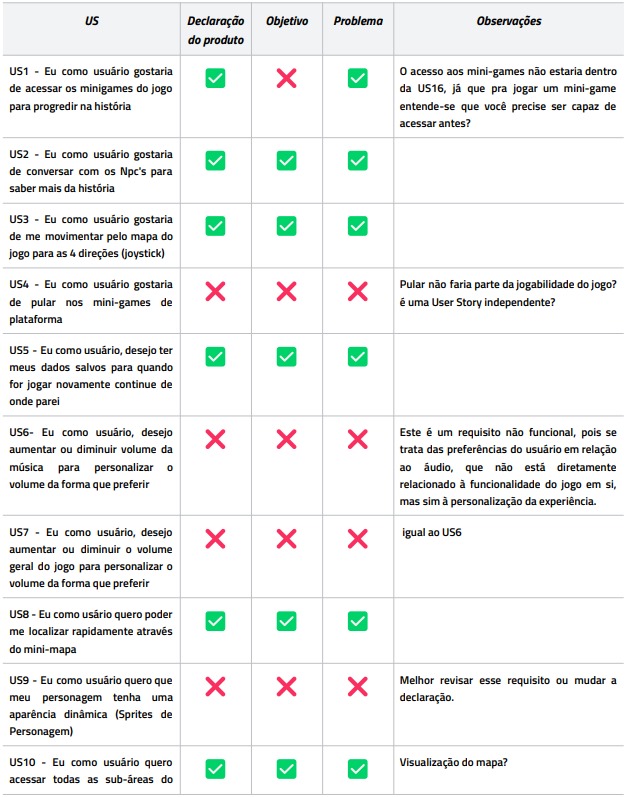 US
Declaração do produto
Objetivo
Problema
Observações
US1 - Eu como usuário gostaria
de acessar os minigames do jogo
para progredir na história
O acesso aos mini-games não estaria dentro
da US16, já que pra jogar um mini-game
entende-se que você precise ser capaz de
acessar antes?
US2 - Eu como usuário gostaria
de conversar com os Npc's para
saber mais da história
US3 - Eu como usuário gostaria
de me movimentar pelo mapa do
jogo para as 4 direções (joystick)
US4 - Eu como usuário gostaria
de pular nos mini-games de
plataforma
Pular não faria parte da jogabilidade do jogo?
é uma User Story independente?
US5 - Eu como usuário, desejo ter
meus dados salvos para quando
for jogar novamente continue de
onde parei
US6- Eu como usuário, desejo
aumentar ou diminuir volume da
música para personalizar o
volume da forma que preferir
Este é um requisito não funcional, pois se
trata das preferências do usuário em relação
ao áudio, que não está diretamente
relacionado à funcionalidade do jogo em si,
mas sim à personalização da experiência.
US7 - Eu como usuário, desejo
aumentar ou diminuir o volume
geral do jogo para personalizar o
volume da forma que preferir
igual ao US6
US8 - Eu como usário quero poder
me localizar rapidamente através
do mini-mapa
US9 - Eu como usuário quero que
meu personagem tenha uma
aparência dinâmica (Sprites de
Personagem)
Melhor revisar esse requisito ou mudar a
declaração.
US10 - Eu como usuário quero
acessar todas as sub-áreas do
Visualização do mapa?